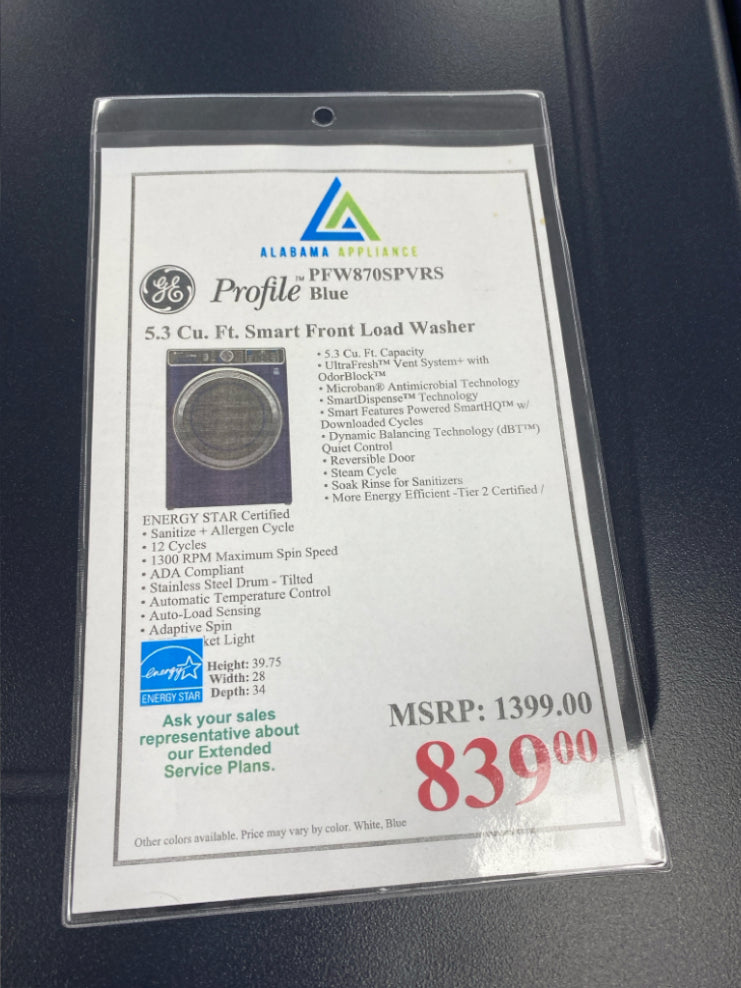 ALABAMA APPLIANCE
GE Profile™ PFW870SPVRS
Blue
5.3 Cu. Ft. Smart Front Load Washer
• 5.3 Cu. Ft. Capacity
• UltraFresh™ Vent System+ with
OdorBlock™
• Microban® Antimicrobial Technology
• SmartDispense™ Technology
• Smart Features Powered SmartHQ™ w/
Downloaded Cycles
• Dynamic Balancing Technology (dBT™)
Quiet Control
• Reversible Door
• Steam Cycle
• Soak Rinse for Sanitizers
• More Energy Efficient -Tier 2 Certified /
ENERGY STAR Certified
• Sanitize + Allergen Cycle
• 12 Cycles
• 1300 RPM Maximum Spin Speed
• ADA Compliant
• Stainless Steel Drum - Tilted
• Automatic Temperature Control
• Auto-Load Sensing
• Adaptive Spin
ket Light
energy
ENERGY STAR
Height: 39.75
Width: 28
Depth: 34
Ask your sales
representative about
our Extended
Service Plans.
MSRP: 1399.00
83900
Other colors available. Price may vary by color. White, Blue